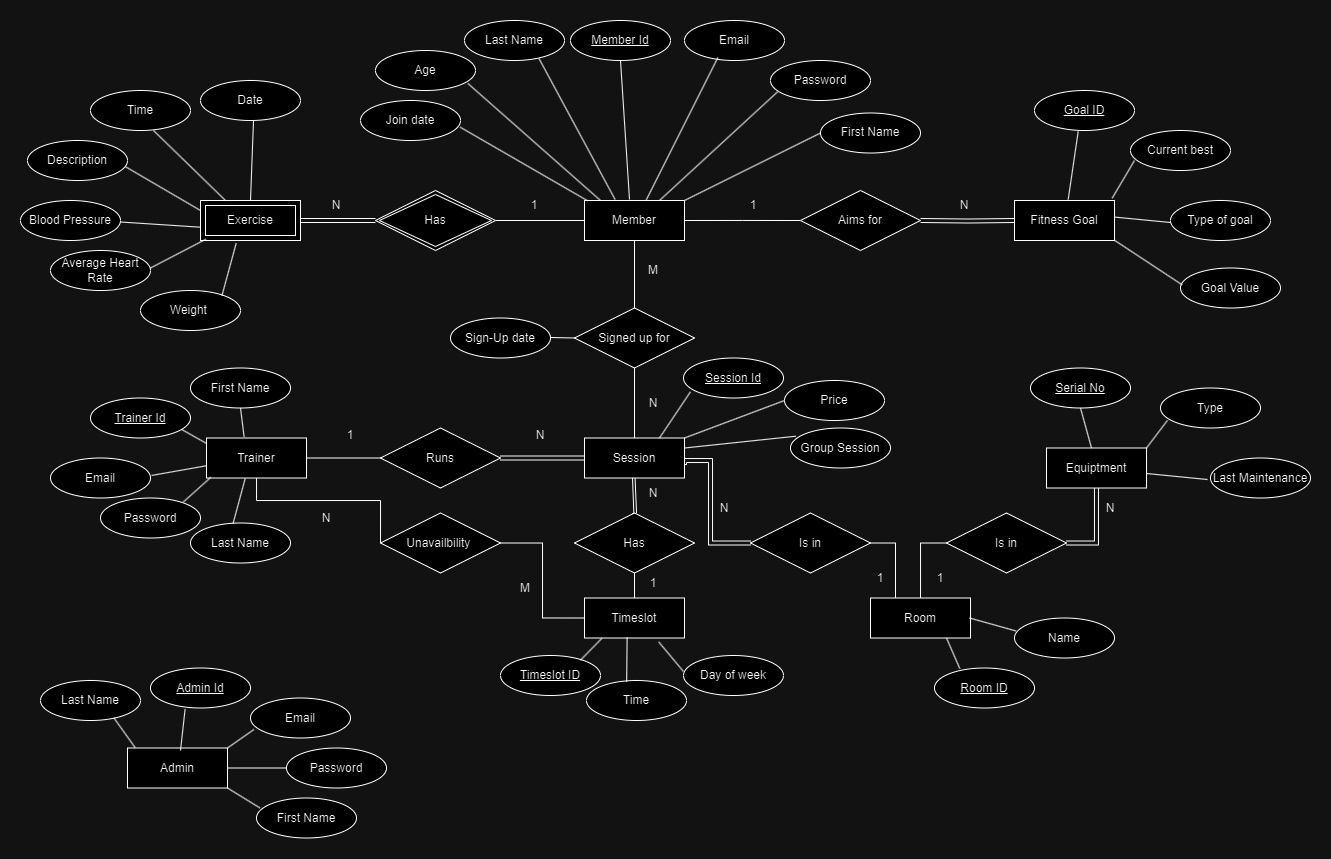 Last Name
Member Id
Email
Age
Password
Join date
First Name
Time
Date
Description
Blood Pressure
Average Heart
Rate
Weight
Exercise
N
Has
1
Member
1
Aims for
N
Fitness Goal
Goal ID
Current best
Type of goal
Goal Value
M
Sign-Up date
Signed up for
N
Session Id
Price
Group Session
First Name
Trainer Id
Email
Password
Last Name
Trainer
1
Runs
N
Session
N
Unavailbility
M
N
Has
1
Timeslot
Timeslot ID
Time
Day of week
N
Is in
1
Room
Name
Room ID
1
Is in
N
Equiptment
Serial No
Type
Last Maintenance
Last Name
Admin Id
Email
Admin
Password
First Name